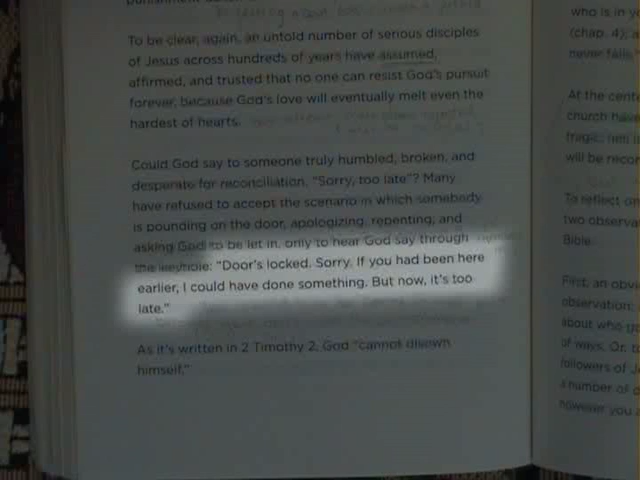 To be clear, again, an untold number of serious disciples
of Jesus across hundreds of years have assumed,
affirmed, and trusted that no one can resist God's pursuit
forever, because God's love will eventually melt even the
hardest of hearts.
Could God say to someone truly humbled, broken, and
desperate for reconciliation, "Sorry, too late"? Many
have refused to accept the scenario in which somebody
is pounding on the door, apologizing, repenting, and
asking God to be let in, only to hear God say through
the keyhole: "Door's locked. Sorry. If you had been here
earlier, I could have done something. But now, it's too
late."
As it's written in 2 Timothy 2, God "cannot disown
himself."
who is in
(chap. 4);
never fails
At the
church have
will be
To reflect on
two
Bible.
First, an
observation:
about who
of ways. Or,
followers of
a number of
however you